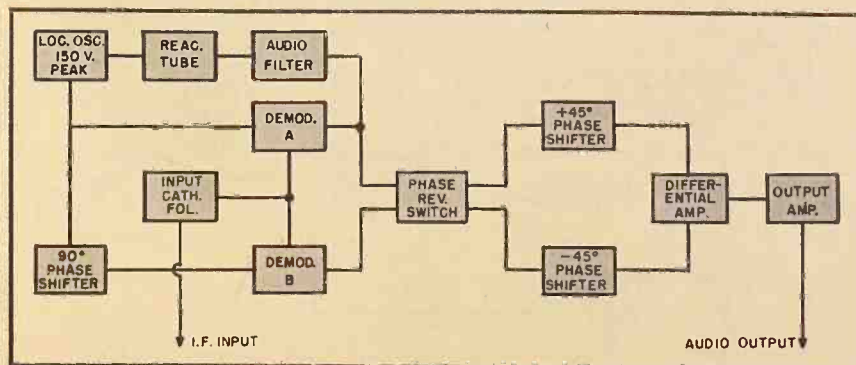 LOC. OSC.
150 V.
PEAK
REAC.
TUBE
AUDIO
FILTER
DEMOD.
A
INPUT
CATH.
FOL.
90°
PHASE
SHIFTER
DEMOD.
B
I.F. INPUT
PHASE
REV.
SWITCH
+45°
PHASE
SHIFTER
-45°
PHASE
SHIFTER
DIFFER-
ENTIAL
AMP.
OUTPUT
AMP.
AUDIO OUTPUT